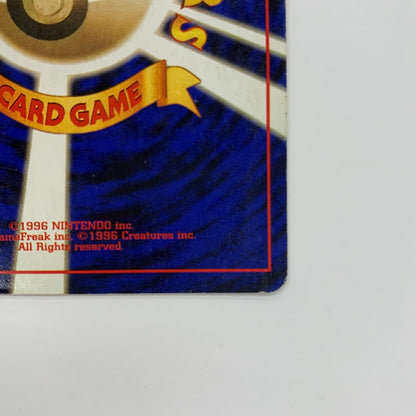 CARD GAME
©1996 NINTENDO inc.
ameFreak inc. ©1996 Creatures inc.
All Rights reserved.